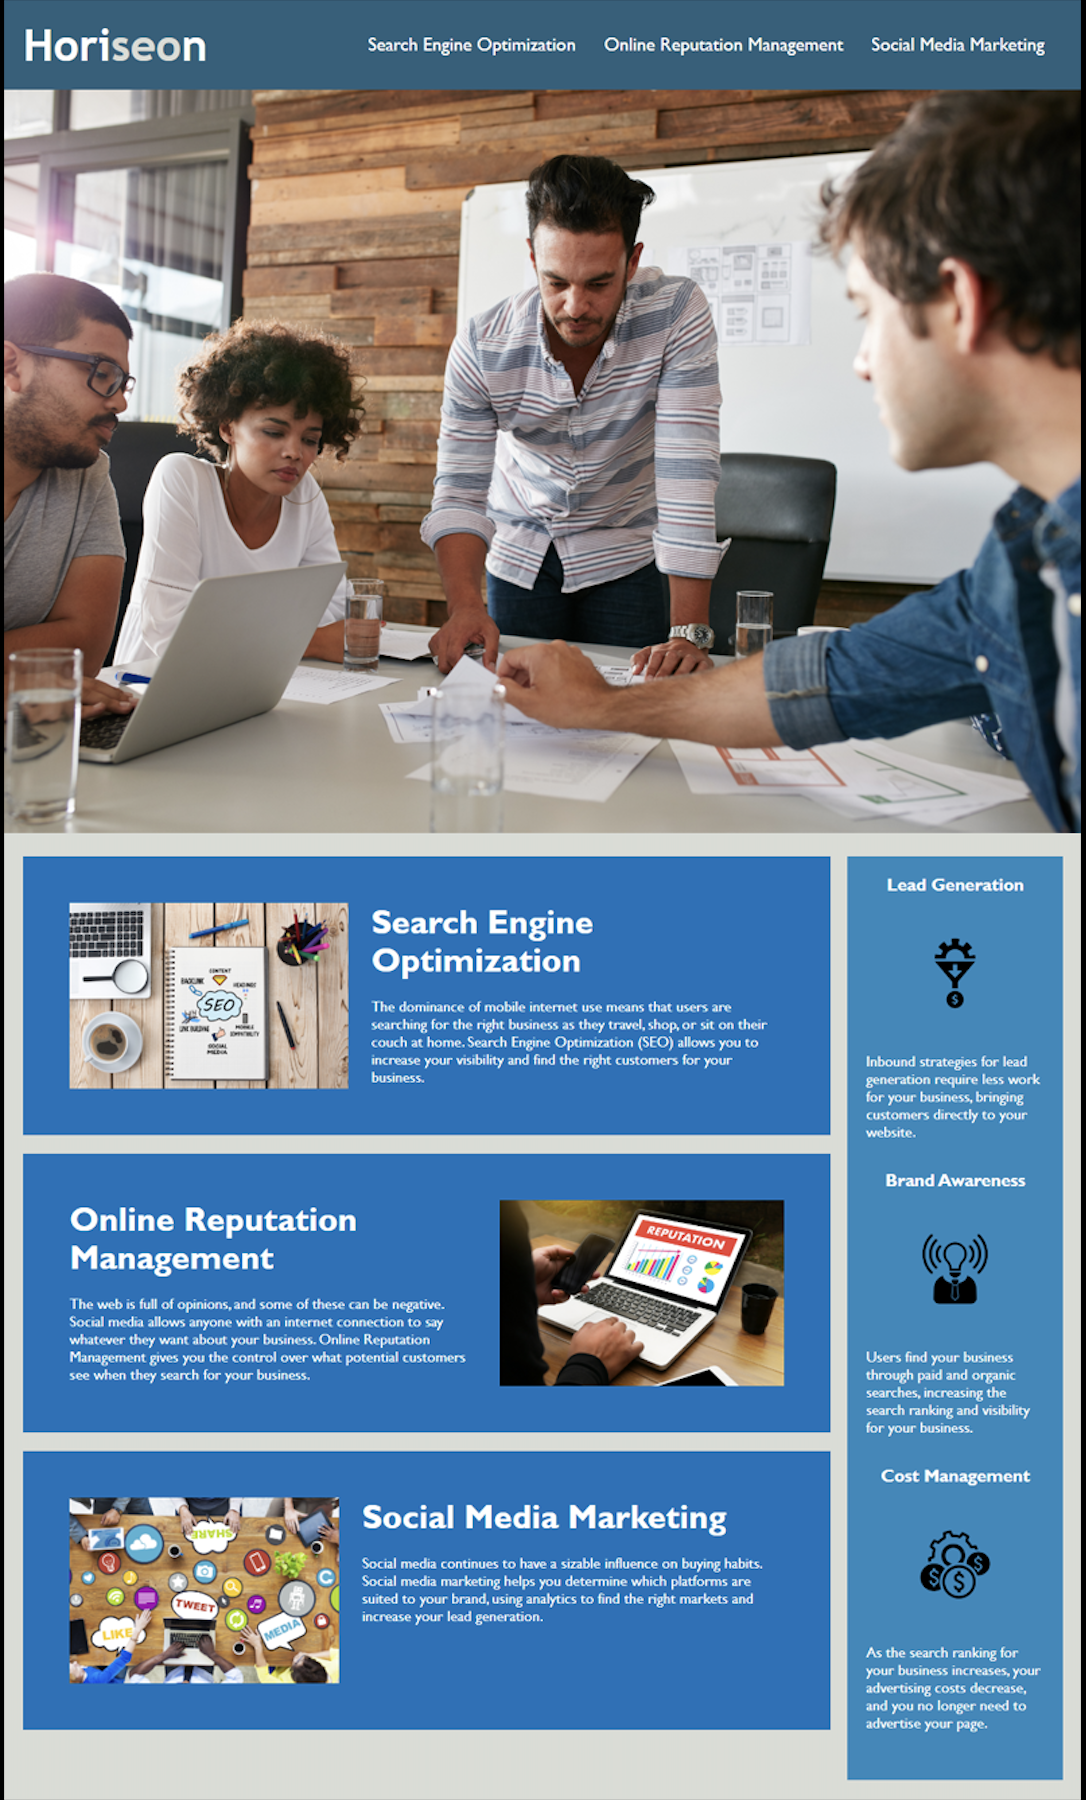 Horiseon
Search Engine Optimization
Online Reputation Management
Social Media Marketing
CONTENT
BACKLINK
SEO
LINK BUILDING
SOCIAL
MEDIA
Search Engine
Optimization
The dominance of mobile internet use means that users are
searching for the right business as they travel, shop, or sit on their
couch at home. Search Engine Optimization (SEO) allows you to
increase your visibility and find the right customers for your
business.
Online Reputation
Management
The web is full of opinions, and some of these can be negative.
Social media allows anyone with an internet connection to say
whatever they want about your business. Online Reputation
Management gives you the control over what potential customers
see when they search for your business.
REPUTATION
SHARE
TWEET
LIKE
MEDIA
Social Media Marketing
Social media continues to have a sizable influence on buying habits.
Social media marketing helps you determine which platforms are
suited to your brand, using analytics to find the right markets and
increase your lead generation.
Lead Generation
$
Inbound strategies for lead
generation require less work
for your business, bringing
customers directly to your
website.
Brand Awareness
Users find your business
through paid and organic
searches, increasing the
search ranking and visibility
for your business.
Cost Management
$ $ $
As the search ranking for
your business increases, your
advertising costs decrease,
and you no longer need to
advertise your page.